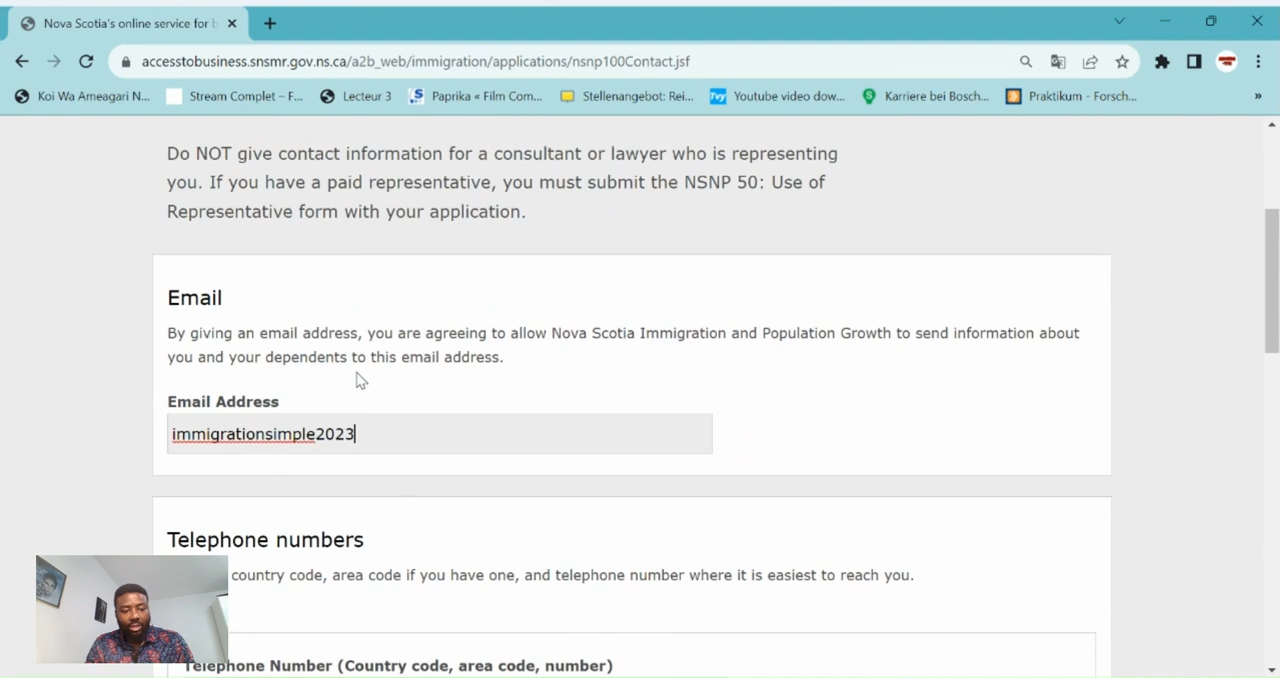 Nova Scotia's online service for b
accesstobusiness.snsmr.gov.ns.ca/a2b_web/immigration/applications/nsnp100Contact.jsf
Koi Wa Ameagari N... Stream Complet – F... Lecteur 3 Paprika « Film Com... Stellenangebot: Rei... Youtube video dow... Karriere bei Bosch... Praktikum - Forsch... »
Do NOT give contact information for a consultant or lawyer who is representing
you. If you have a paid representative, you must submit the NSNP 50: Use of
Representative form with your application.
Email
By giving an email address, you are agreeing to allow Nova Scotia Immigration and Population Growth to send information about
you and your dependents to this email address.
Email Address
immigrationsimple2023
Telephone numbers
country code, area code if you have one, and telephone number where it is easiest to reach you.
Telephone Number (Country code, area code, number)